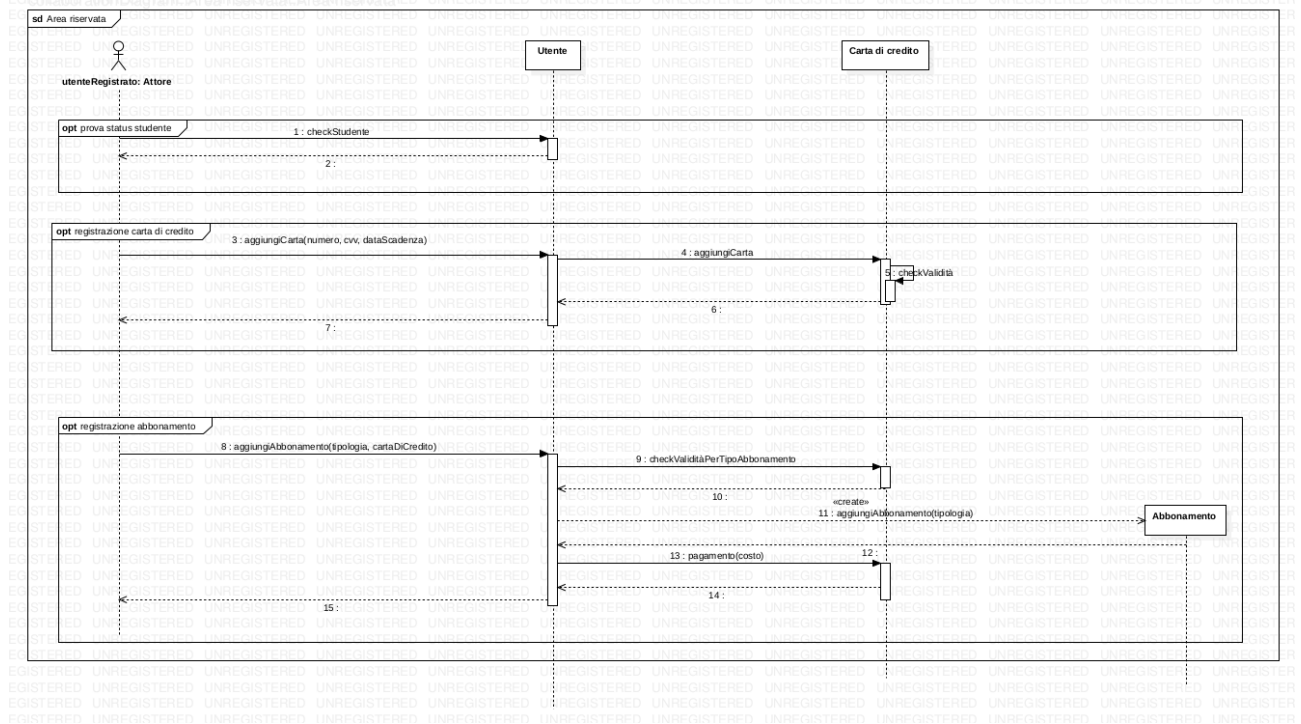 sd Area riservata
utenteRegistrato: Attore
Utente
Carta di credito
opt prova status studente
1 : checkStudente
2 :
opt registrazione carta di credito
3 : aggiungiCarta(numero, cvv, dataScadenza)
4 : aggiungiCarta
5 : checkValidità
6 :
7 :
opt registrazione abbonamento
8 : aggiungiAbbonamento(tipologia, cartaDiCredito)
9 : checkValiditàPerTipoAbbonamento
10 :
«create»
11 : aggiungiAbbonamento(tipologia)
Abbonamento
12 :
13 : pagamento(costo)
14 :
15 :
UNREGISTERED